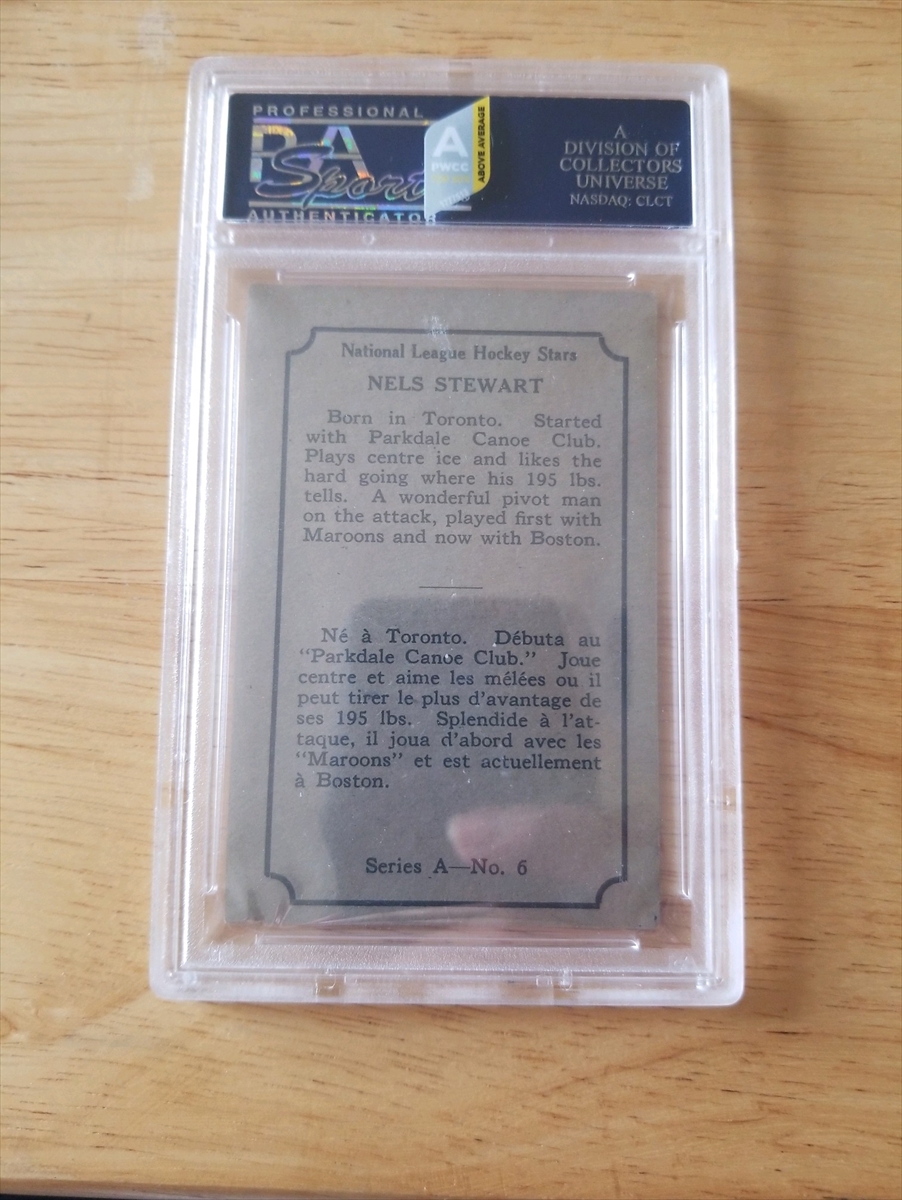 PROFESSIONAL
PSA
Sports
AUTHENTICATOR
A
PWCC
ABOVE AVERAGE
A
DIVISION OF
COLLECTORS
UNIVERSE
NASDAQ: CLCT
National League Hockey Stars
NELS STEWART
Born in Toronto. Started
with Parkdale Canoe Club.
Plays centre ice and likes the
hard going where his 195 lbs.
tells. A wonderful pivot man
on the attack, played first with
Maroons and now with Boston.
Né à Toronto. Débuta au
“Parkdale Canoe Club.” Joue
centre et aime les mélées ou il
peut tirer le plus d’avantage de
ses 195 lbs. Splendide à l’at-
taque, il joua d’abord avec les
“Maroons” et est actuellement
à Boston.
Series A—No. 6